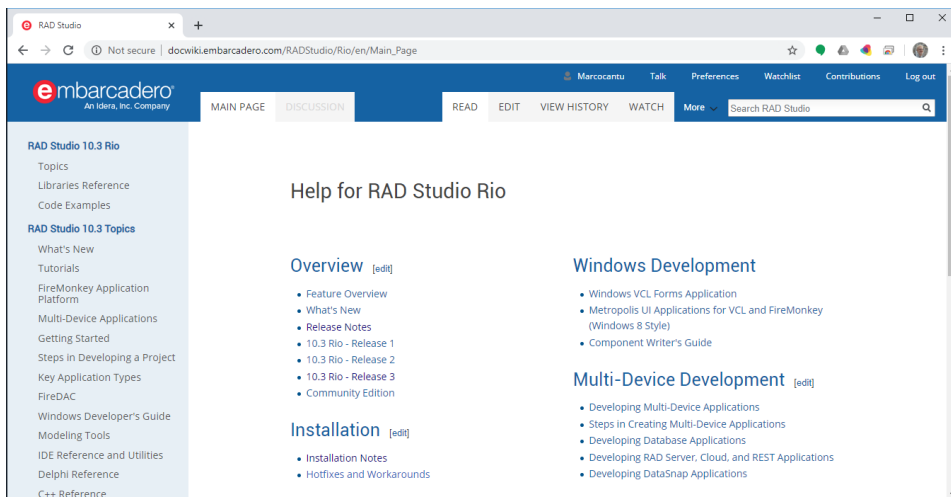 RAD Studio
Not secure | docwiki.embarcadero.com/RADStudio/Rio/en/Main_Page
Marcocantu Talk Preferences Watchlist Contributions Log out
embarcadero
An Idera, Inc. Company
MAIN PAGE DISCUSSION READ EDIT VIEW HISTORY WATCH More Search RAD Studio
RAD Studio 10.3 Rio
Topics
Libraries Reference
Code Examples
RAD Studio 10.3 Topics
What's New
Tutorials
FireMonkey Application
Platform
Multi-Device Applications
Getting Started
Steps in Developing a Project
Key Application Types
FireDAC
Windows Developer's Guide
Modeling Tools
IDE Reference and Utilities
Delphi Reference
C++ Reference
Help for RAD Studio Rio
Overview [edit]
• Feature Overview
• What's New
• Release Notes
• 10.3 Rio - Release 1
• 10.3 Rio - Release 2
• 10.3 Rio - Release 3
• Community Edition
Installation [edit]
• Installation Notes
• Hotfixes and Workarounds
Windows Development
• Windows VCL Forms Application
• Metropolis UI Applications for VCL and FireMonkey
(Windows 8 Style)
• Component Writer's Guide
Multi-Device Development [edit]
• Developing Multi-Device Applications
• Steps in Creating Multi-Device Applications
• Developing Database Applications
• Developing RAD Server, Cloud, and REST Applications
• Developing DataSnap Applications